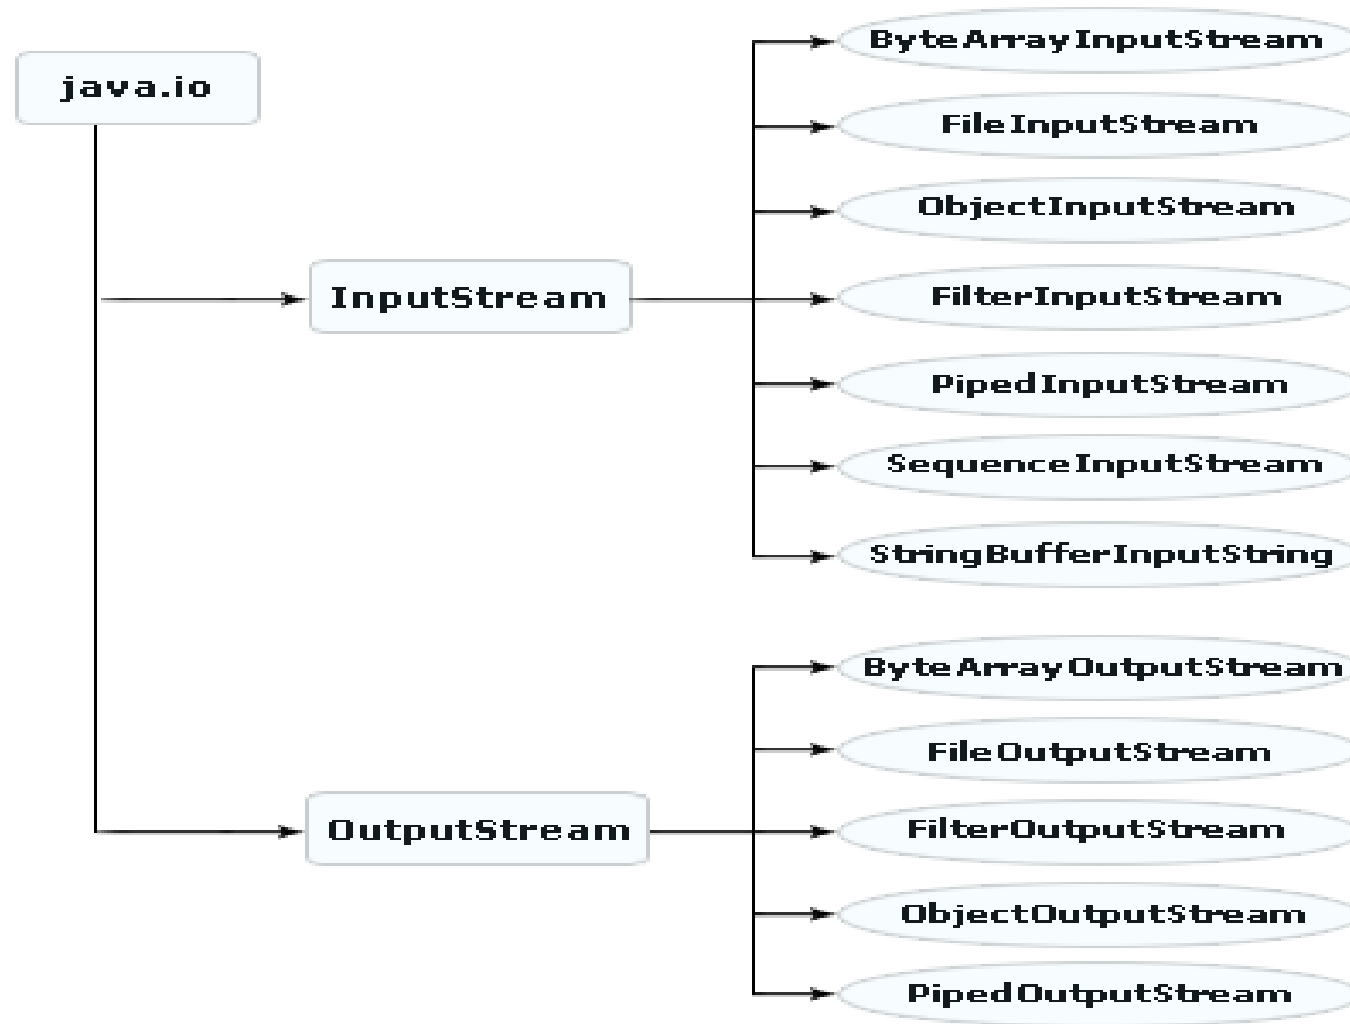 java.io
InputStream
ByteArrayInputStream
FileInputStream
ObjectInputStream
FilterInputStream
PipedInputStream
SequenceInputStream
StringBufferInputString
OutputStream
ByteArrayOutputStream
FileOutputStream
FilterOutputStream
ObjectOutputStream
PipedOutputStream